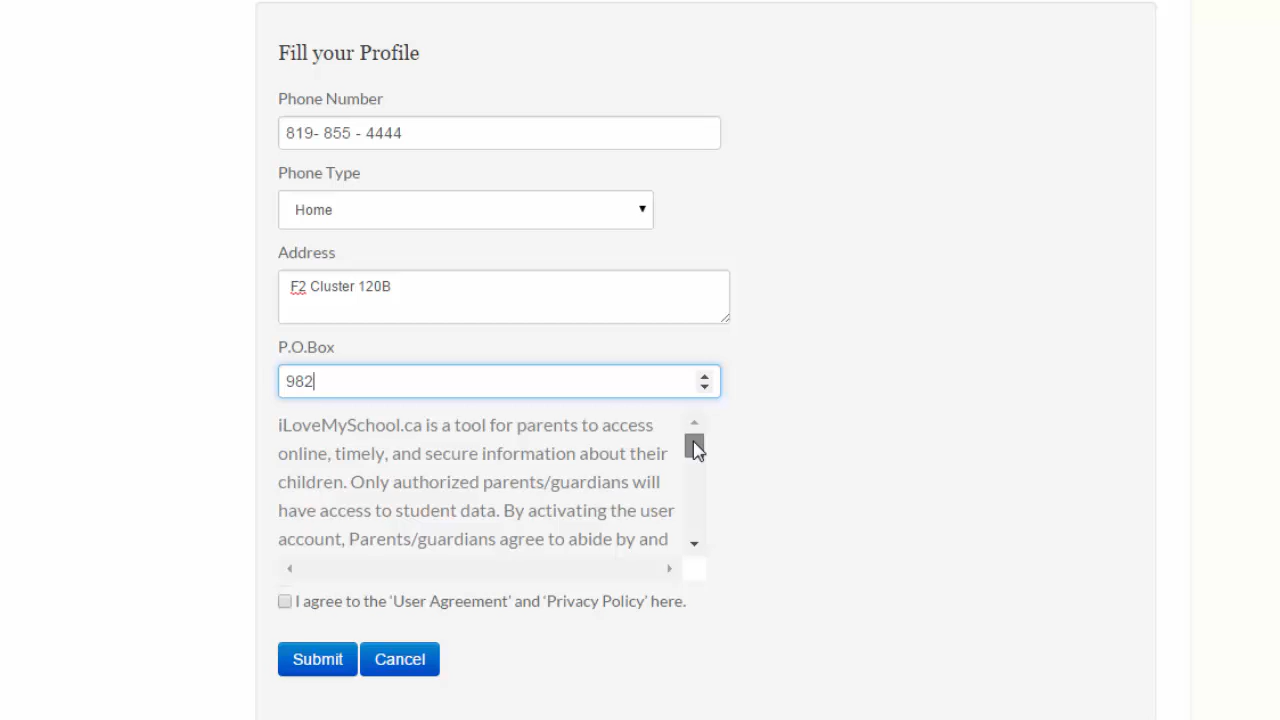 Fill your Profile
Phone Number
819- 855 - 4444
Phone Type
Home
Address
F2 Cluster 120B
P.O.Box
982
iLoveMySchool.ca is a tool for parents to access
online, timely, and secure information about their
children. Only authorized parents/guardians will
have access to student data. By activating the user
account, Parents/guardians agree to abide by and
I agree to the 'User Agreement' and 'Privacy Policy' here.
Submit Cancel